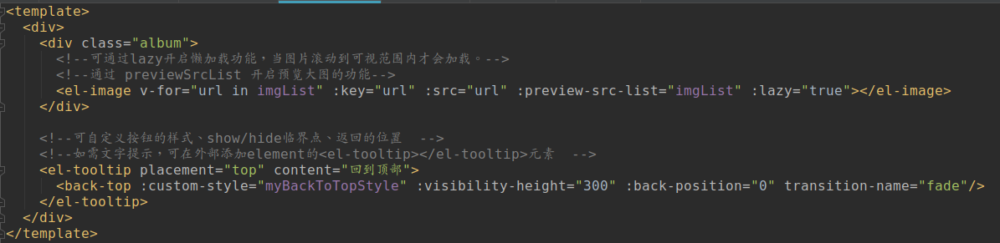 <template>
<div>
<div class="album">
<!--可通过lazy开启懒加载功能，当图片滚动到可视范围内才会加载。-->
<!--通过 previewSrcList 开启预览大图的功能-->
<el-image v-for="url in imgList" :key="url" :src="url" :preview-src-list="imgList" :lazy="true"></el-image>
</div>
<!--可自定义按钮的样式、show/hide临界点、返回的位置  -->
<!--如需文字提示，可在外部添加element的<el-tooltip></el-tooltip>元素  -->
<el-tooltip placement="top" content="回到顶部">
<back-top :custom-style="myBackToTopStyle" :visibility-height="300" :back-position="0" transition-name="fade"/>
</el-tooltip>
</div>
</template>